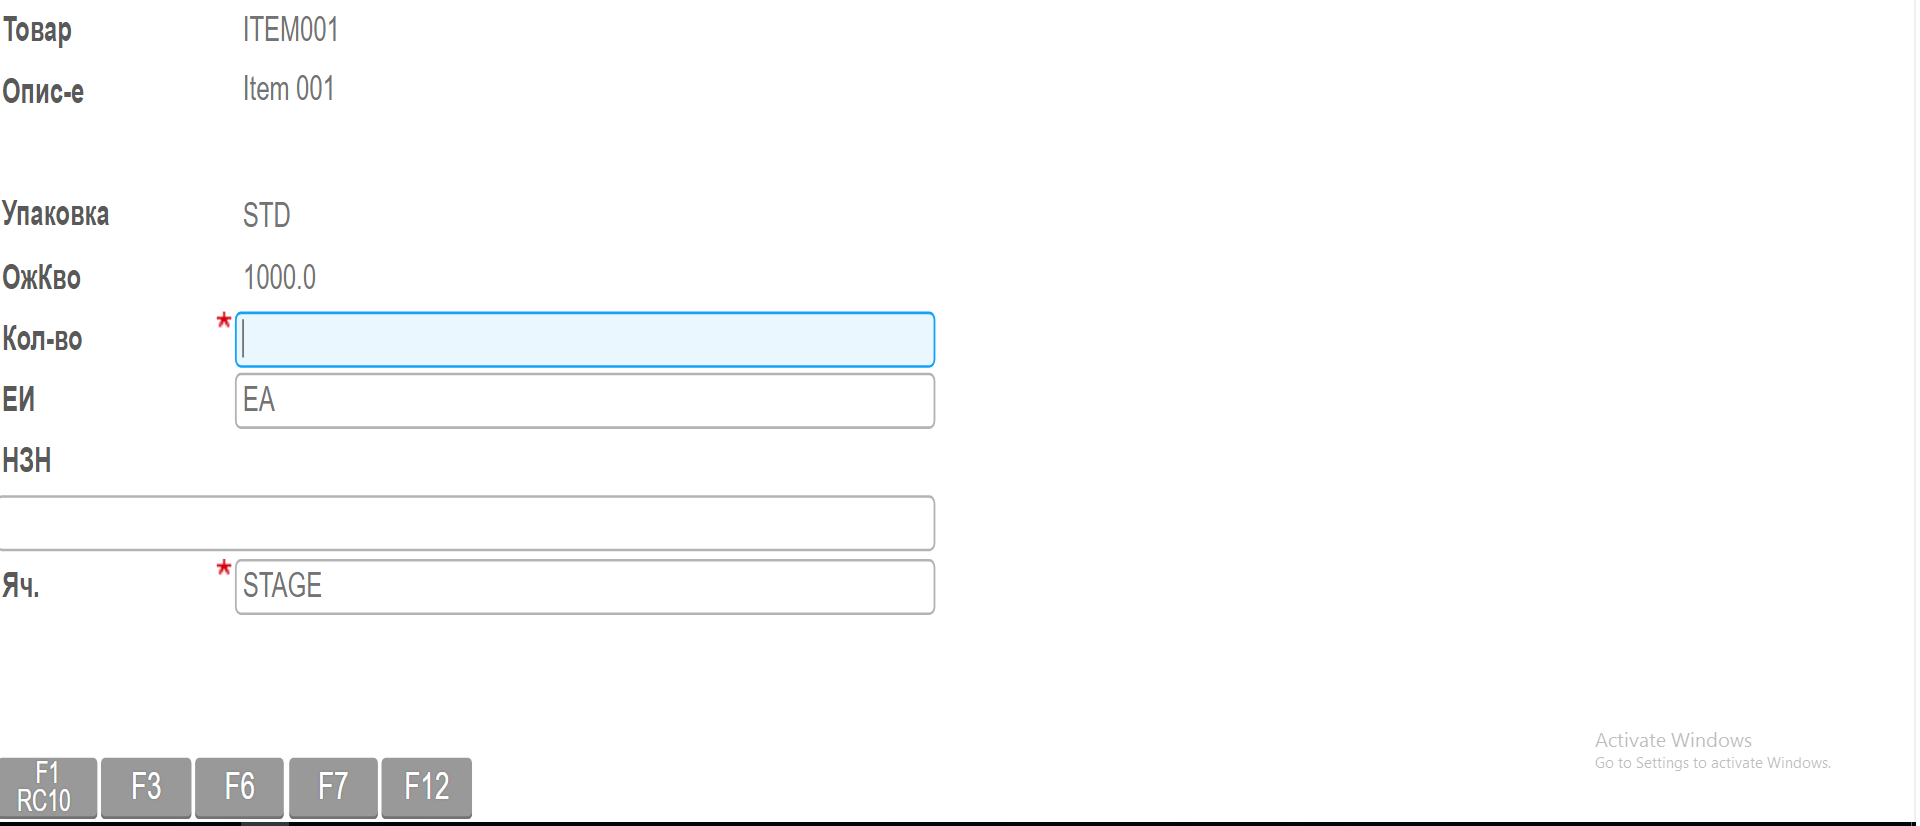 Товар ITEM001
Опис-е Item 001
Упаковка STD
ОжКво 1000.0
Кол-во *
ЕИ EA
НЗН
Яч. * STAGE
F1 RC10 F3 F6 F7 F12
Activate Windows
Go to Settings to activate Windows.